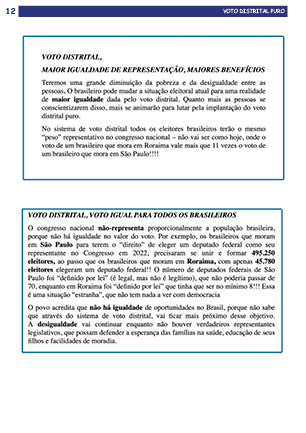 12
VOTO DISTRITAL PURO
VOTO DISTRITAL,
MAIOR IGUALDADE DE REPRESENTAÇÃO, MAIORES BENEFÍCIOS
Teremos uma grande diminuição da pobreza e da desigualdade entre as
pessoas. O brasileiro pode mudar a situação eleitoral atual para uma realidade
de maior igualdade dada pelo voto distrital. Quanto mais as pessoas se
conscientizarem disso, mais se animarão para lutar pela implantação do voto
distrital puro.
No sistema de voto distrital todos os eleitores brasileiros terão o mesmo
“peso” representativo no congresso nacional – não vai ser como hoje, onde o
voto de um brasileiro que mora em Roraima vale mais que 11 vezes o voto de
um brasileiro que mora em São Paulo!!!!
VOTO DISTRITAL, VOTO IGUAL PARA TODOS OS BRASILEIROS
O congresso nacional não-representa proporcionalmente a população brasileira,
porque não há igualdade no valor do voto. Por exemplo, os brasileiros que moram
em São Paulo para terem o “direito” de eleger um deputado federal como seu
representante no Congresso em 2022, precisaram se unir e formar 495.250
eleitores, ao passo que os brasileiros que moram em Roraima, com apenas 45.780
eleitores elegeram um deputado federal!! O número de deputados federais de São
Paulo foi “definido por lei” (é legal, mas não é legítimo), que não poderia passar de
70, enquanto em Roraima foi “definido por lei” que tinha que ser no mínimo 8!!! Essa
é uma situação “estranha”, que não tem nada a ver com democracia
O povo acredita que não há igualdade de oportunidades no Brasil, porque não sabe
que através do sistema de voto distrital, vai ficar mais próximo desse objetivo.
A desigualdade vai continuar enquanto não houver verdadeiros representantes
legislativos, que possam defender a esperança das famílias na saúde, educação de seus
filhos e facilidades de moradia.